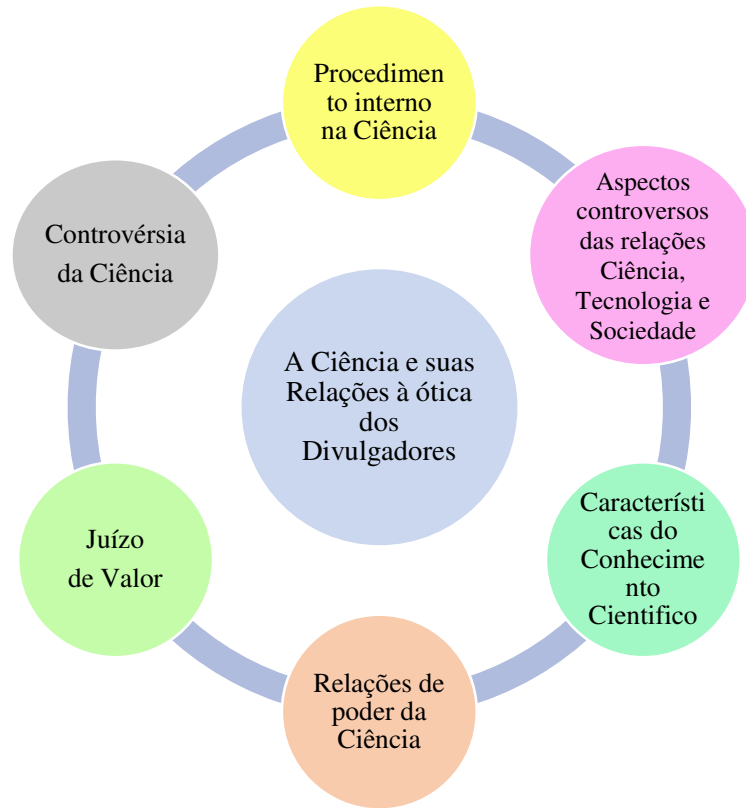 Procedimen
to interno
na Ciência
Aspectos
controversos
das relações
Ciência,
Tecnologia e
Sociedade
Característi
cas do
Conhecime
nto
Cientifico
Relações de
poder da
Ciência
Juízo
de Valor
Controvérsia
da Ciência
A Ciência e suas
Relações à ótica
dos
Divulgadores